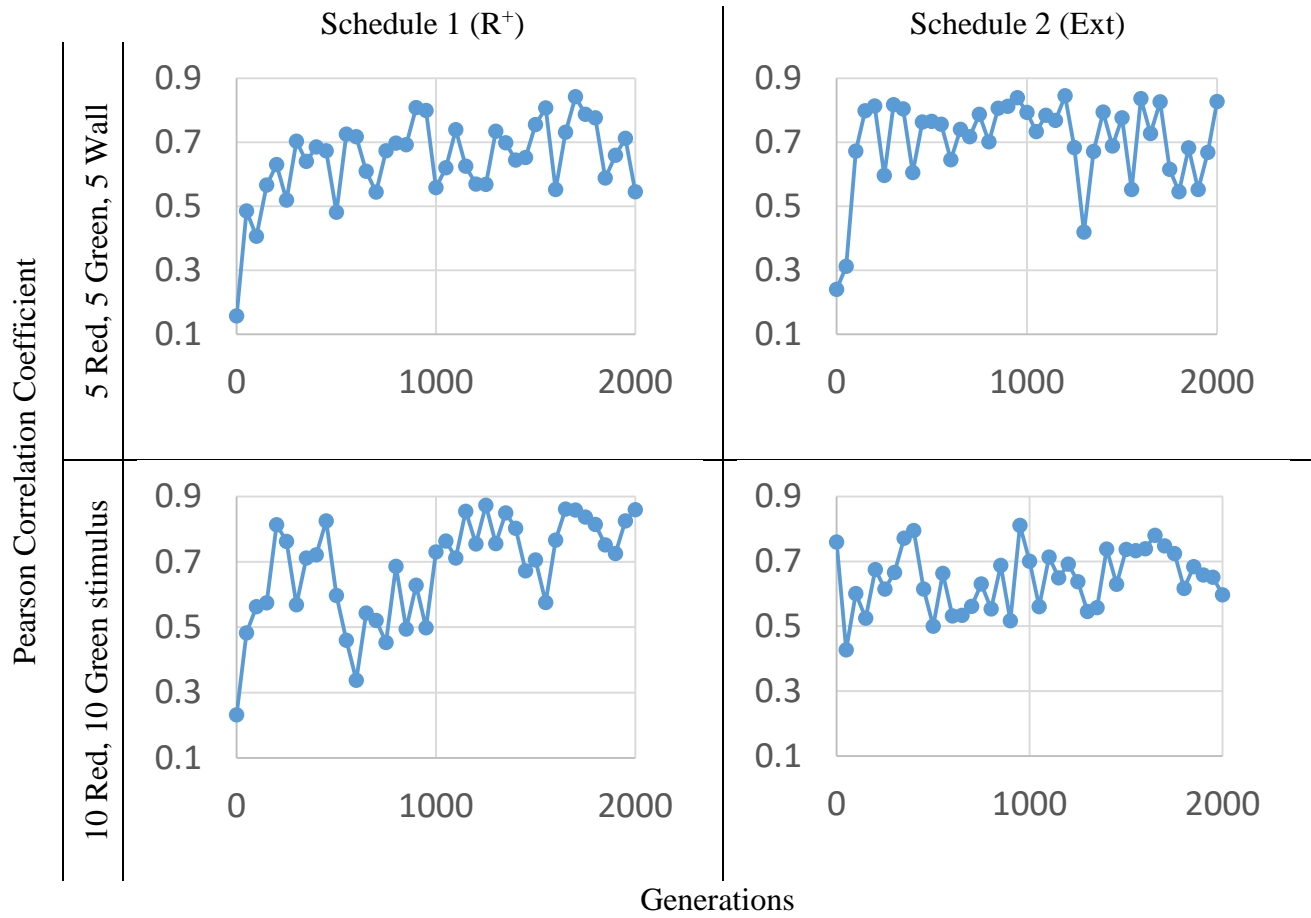 Schedule 1 (R⁺)
Schedule 2 (Ext)
Pearson Correlation Coefficient
5 Red, 5 Green, 5 Wall
0.9
0.7
0.5
0.3
0.1
0 1000 2000
0.9
0.7
0.5
0.3
0.1
0 1000 2000
10 Red, 10 Green stimulus
0.9
0.7
0.5
0.3
0.1
0 1000 2000
0.9
0.7
0.5
0.3
0.1
0 1000 2000
Generations